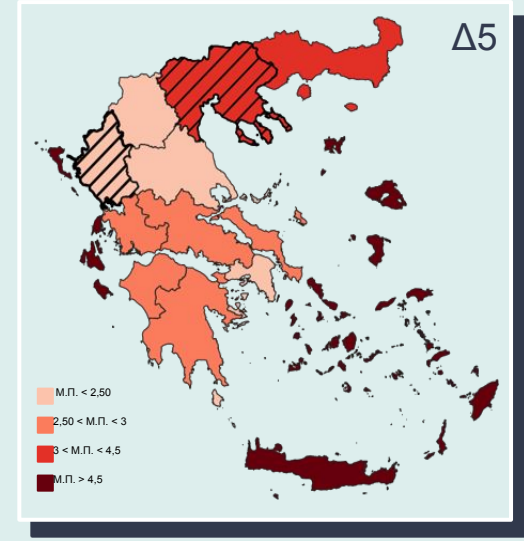 Δ5
Μ.Π. < 2,50
2,50 < Μ.Π. < 3
3 < Μ.Π. < 4,5
Μ.Π. > 4,5